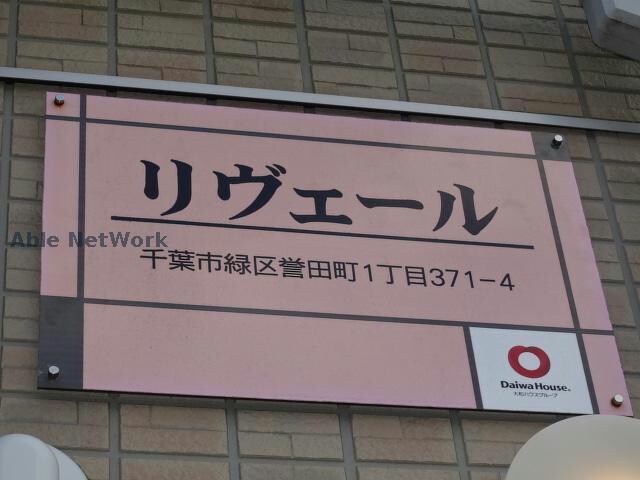 リヴェール
Able NetWork
千葉市緑区誉田町1丁目371-4
Daiwa House®
大和ハウスグループ